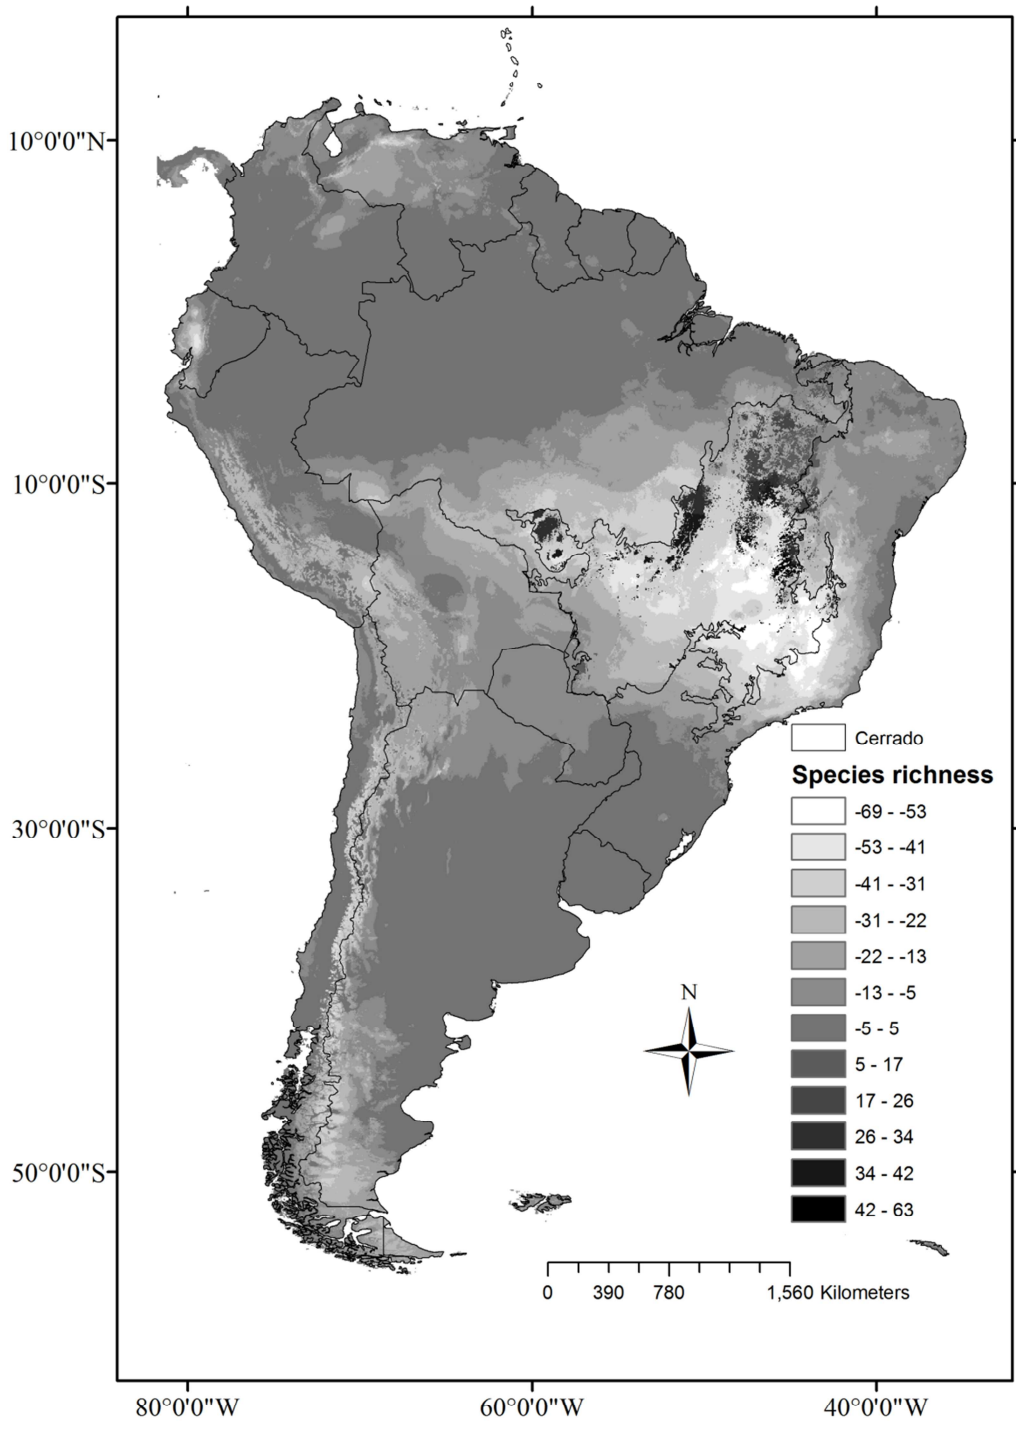 10°0'0"N
10°0'0"S
30°0'0"S
50°0'0"S
Cerrado
Species richness
-69 - -53
-53 - -41
-41 - -31
-31 - -22
-22 - -13
-13 - -5
-5 - 5
5 - 17
17 - 26
26 - 34
34 - 42
42 - 63
N
0 390 780 1,560 Kilometers
80°0'0"W 60°0'0"W 40°0'0"W